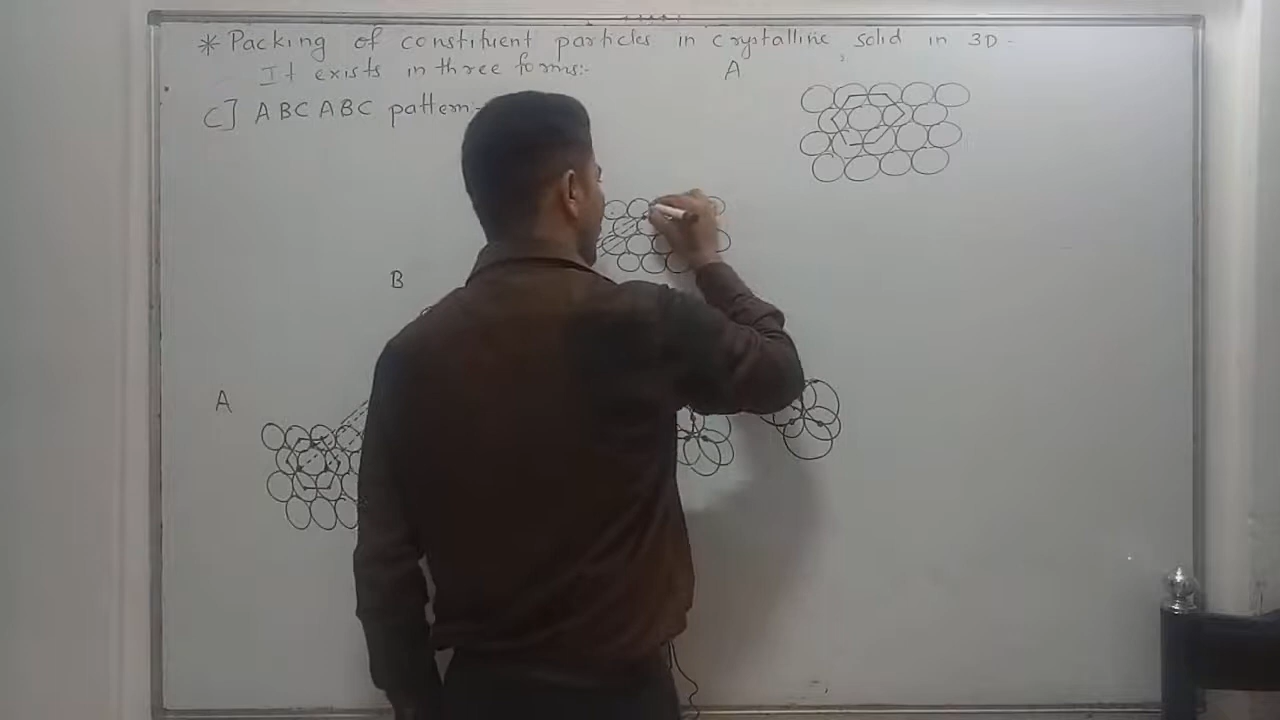 * Packing of constituent particles in crystalline, solid in 3D -
It exists in three forms:-
A
C] ABCABC pattern:-
B
A